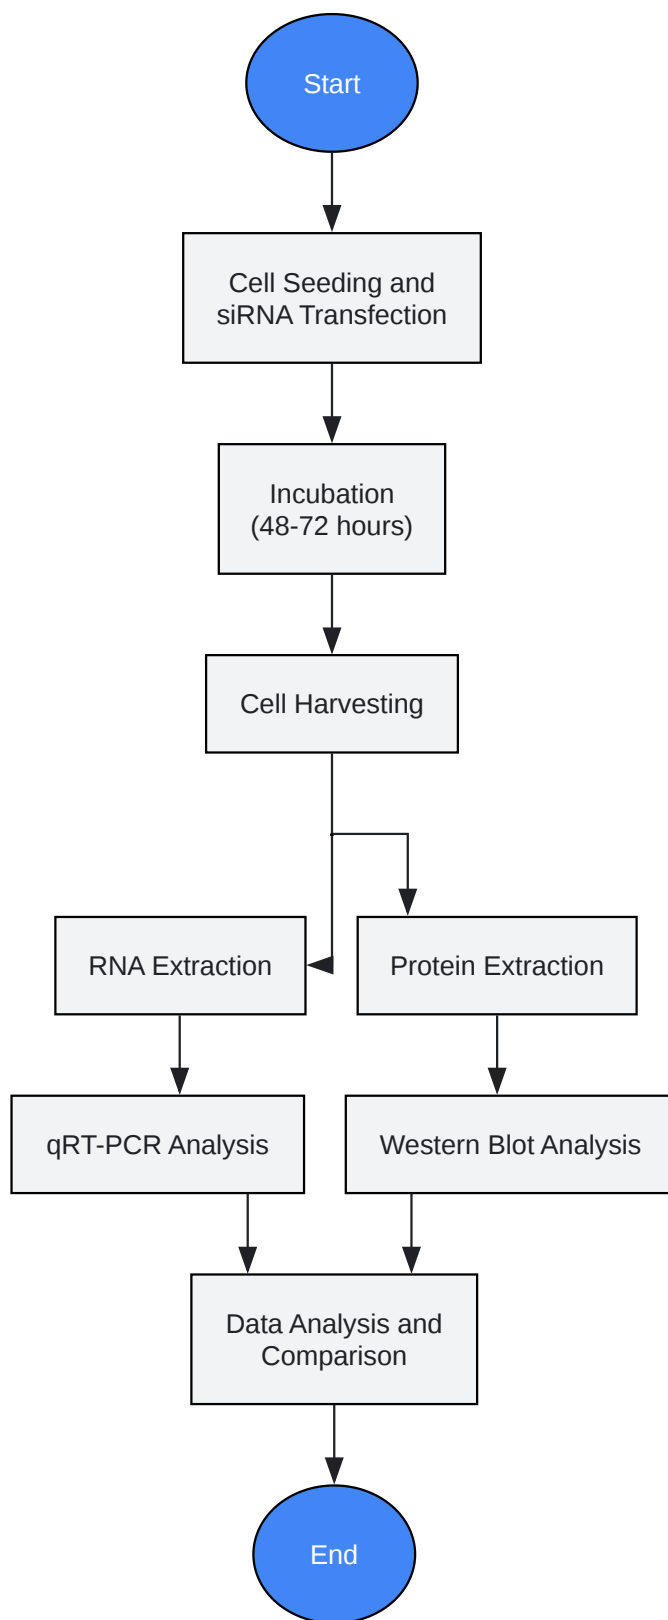 Start
Cell Seeding and
siRNA Transfection
Incubation
(48-72 hours)
Cell Harvesting
RNA Extraction
Protein Extraction
qRT-PCR Analysis
Western Blot Analysis
Data Analysis and
Comparison
End